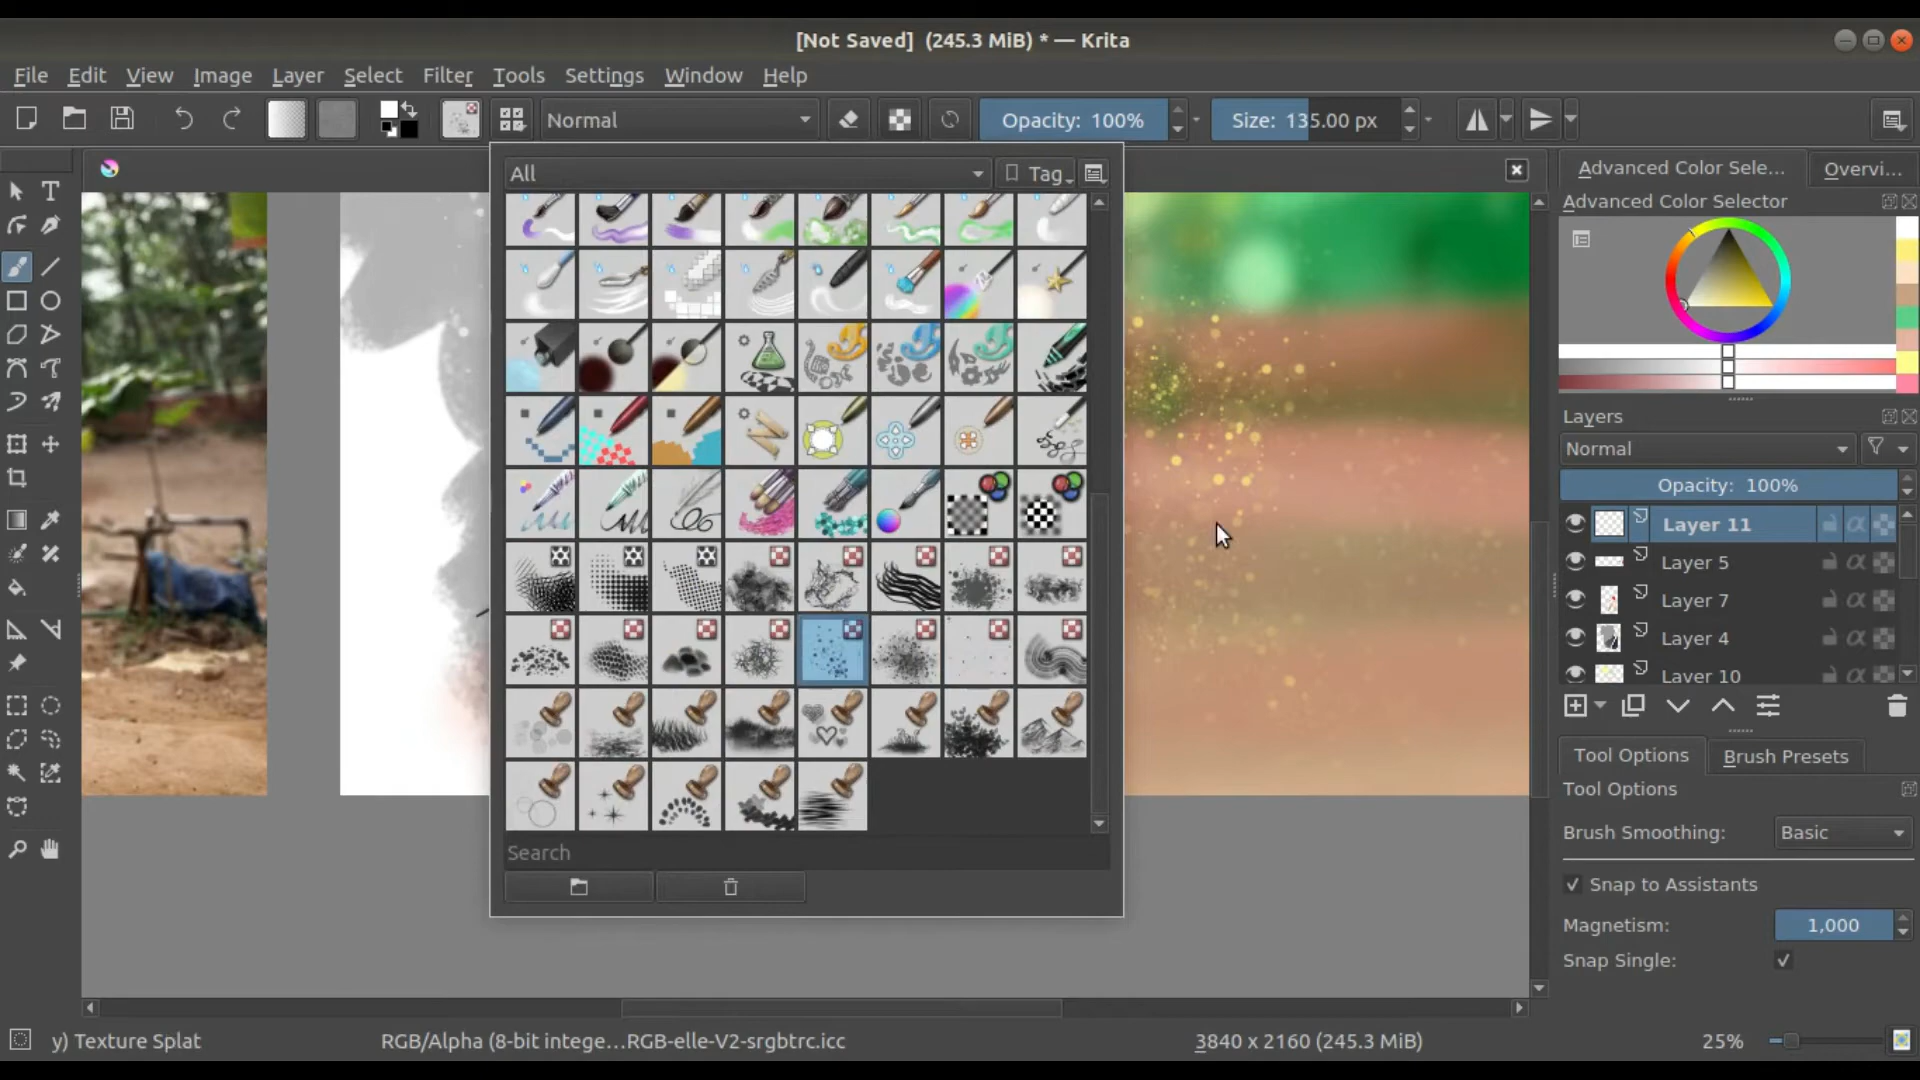 [Not Saved]  (245.3 MiB) * — Krita
File Edit View Image Layer Select Filter Tools Settings Window Help
Normal
Opacity: 100%
Size: 135.00 px
All
Tag
Search
Advanced Color Sele...
Overvi...
Advanced Color Selector
Layers
Normal
Opacity: 100%
Layer 11
Layer 5
Layer 7
Layer 4
Layer 10
Tool Options
Brush Presets
Tool Options
Brush Smoothing: Basic
Snap to Assistants
Magnetism: 1,000
Snap Single:
y) Texture Splat
RGB/Alpha (8-bit intege...RGB-elle-V2-srgbtrc.icc
3840 x 2160 (245.3 MiB)
25%